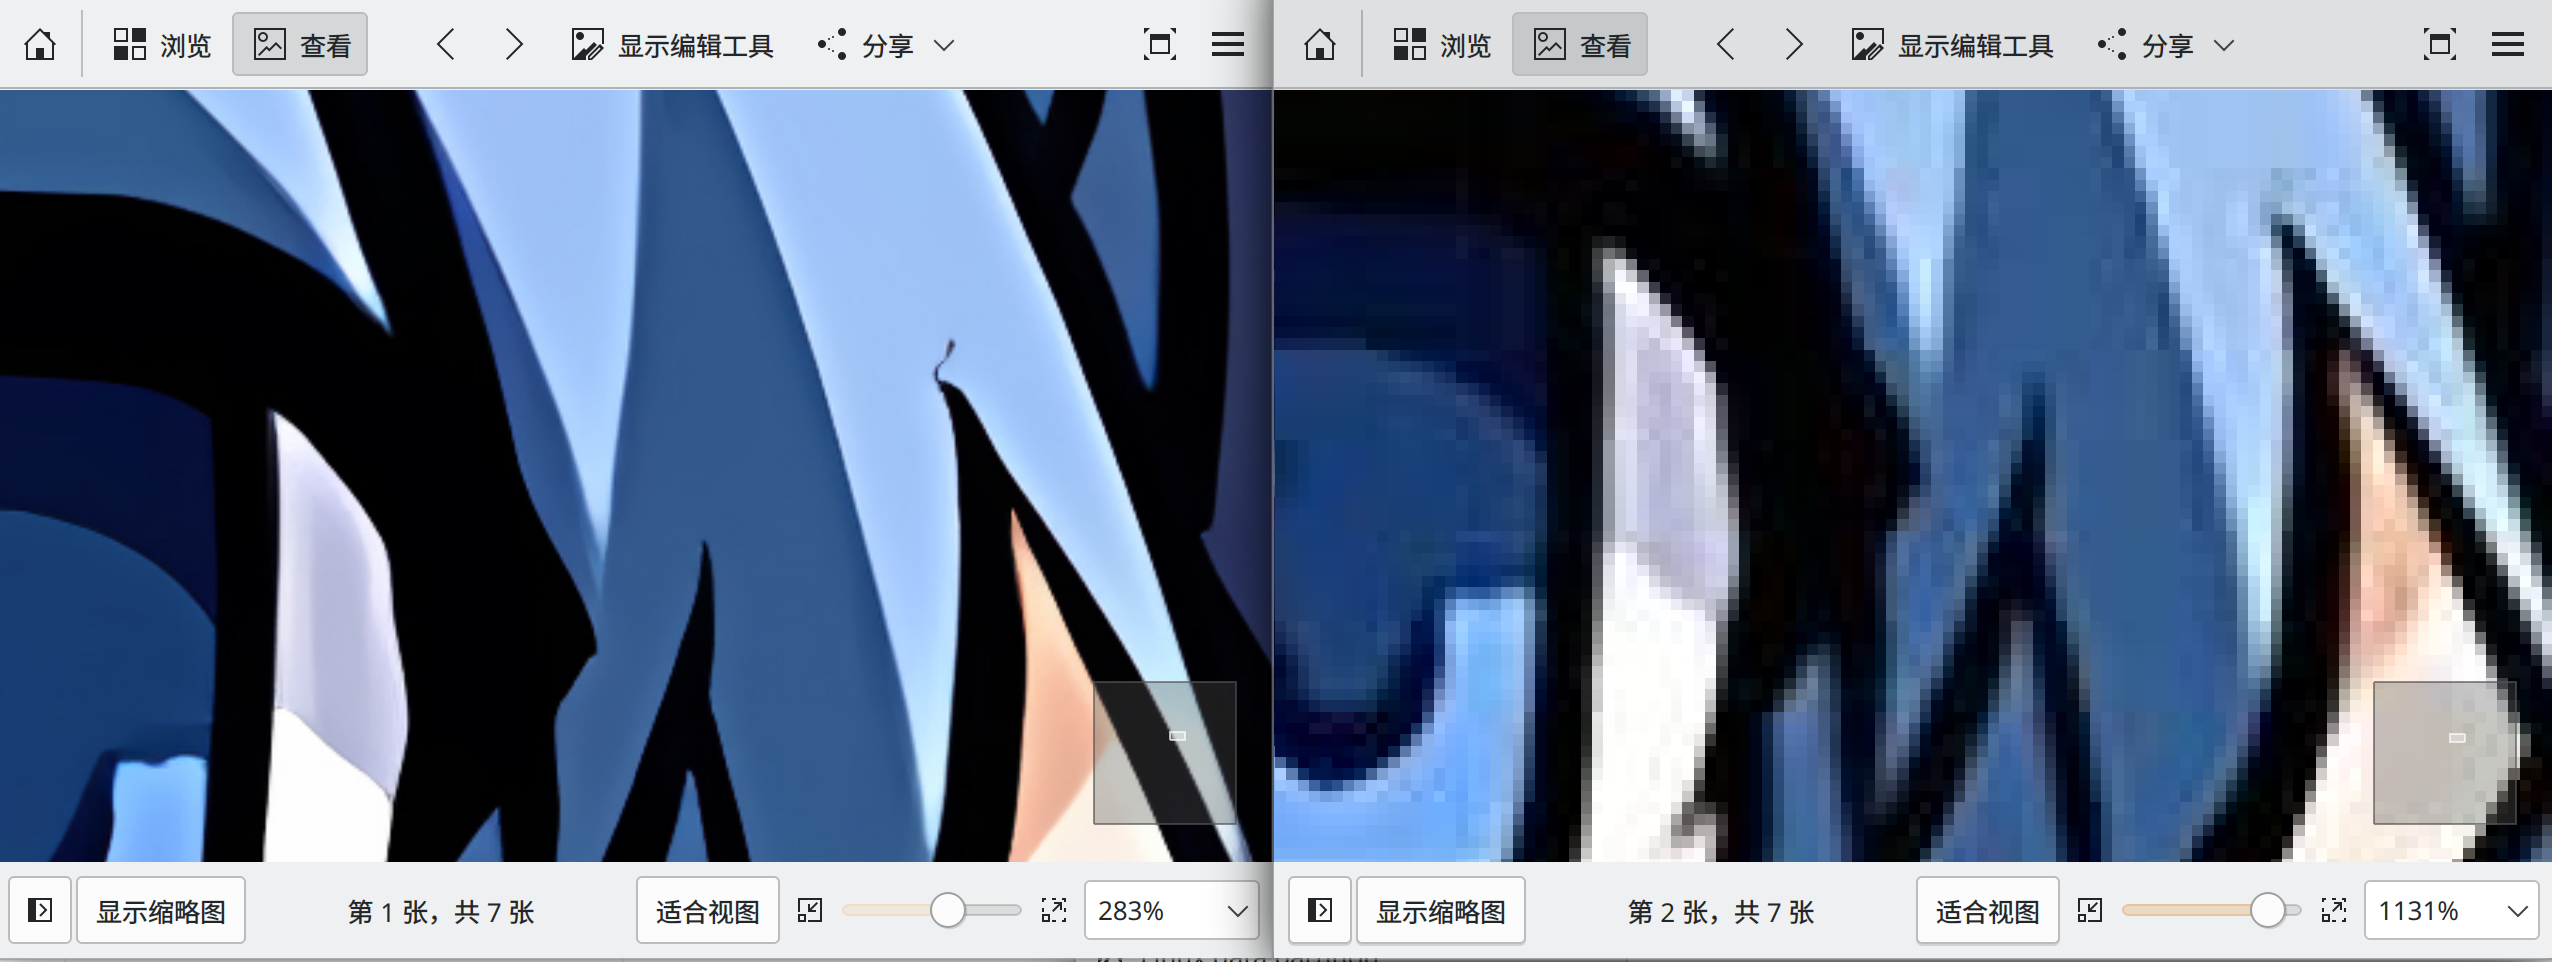 浏览 查看 显示编辑工具 分享
显示缩略图 第 1 张，共 7 张 适合视图 283%
浏览 查看 显示编辑工具 分享
显示缩略图 第 2 张，共 7 张 适合视图 1131%